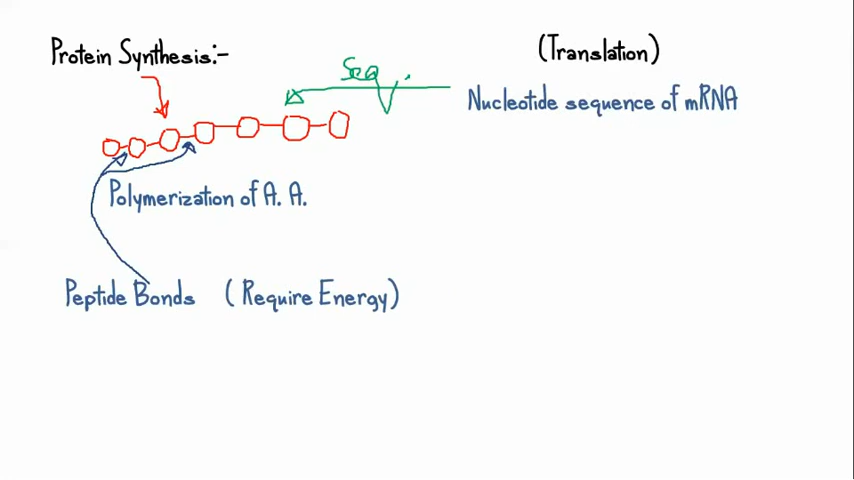 Protein Synthesis:-
(Translation)
Seq.
Nucleotide sequence of mRNA
Polymerization of A. A.
Peptide Bonds ( Require Energy)